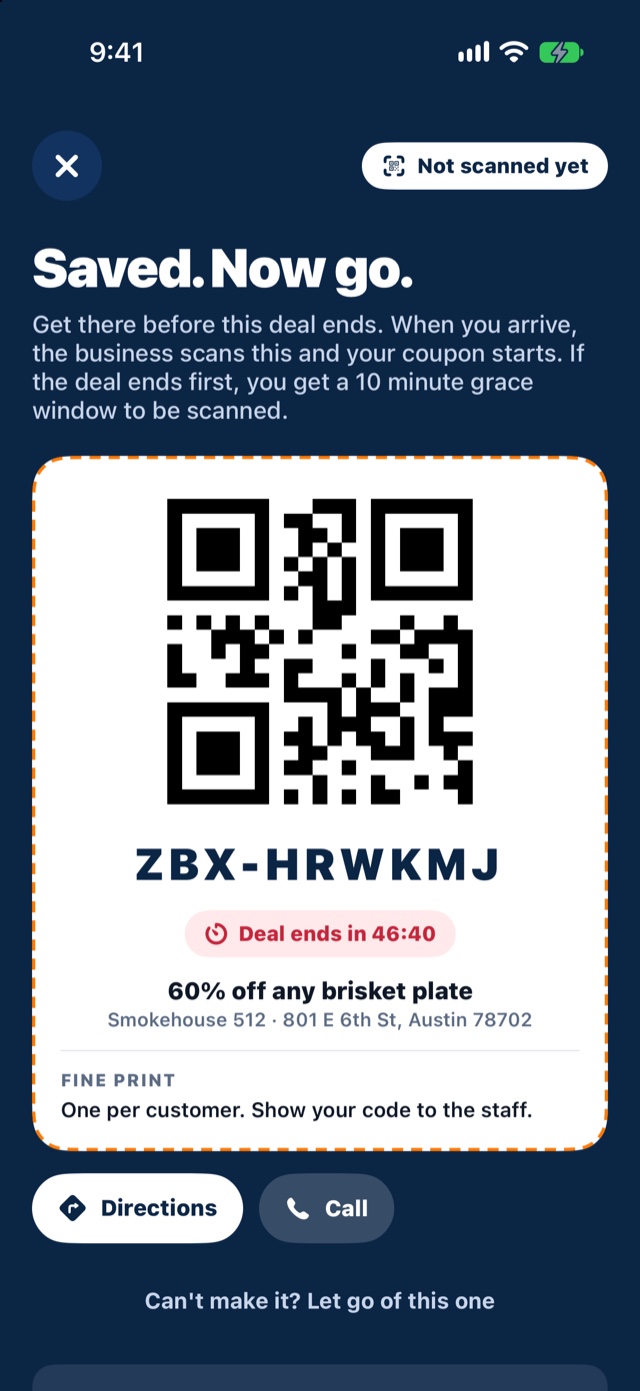 9:41
Not scanned yet
Saved. Now go.
Get there before this deal ends. When you arrive,
the business scans this and your coupon starts. If
the deal ends first, you get a 10 minute grace
window to be scanned.
ZBX-HRWKMJ
Deal ends in 46:40
60% off any brisket plate
Smokehouse 512 · 801 E 6th St, Austin 78702
FINE PRINT
One per customer. Show your code to the staff.
Directions
Call
Can't make it? Let go of this one